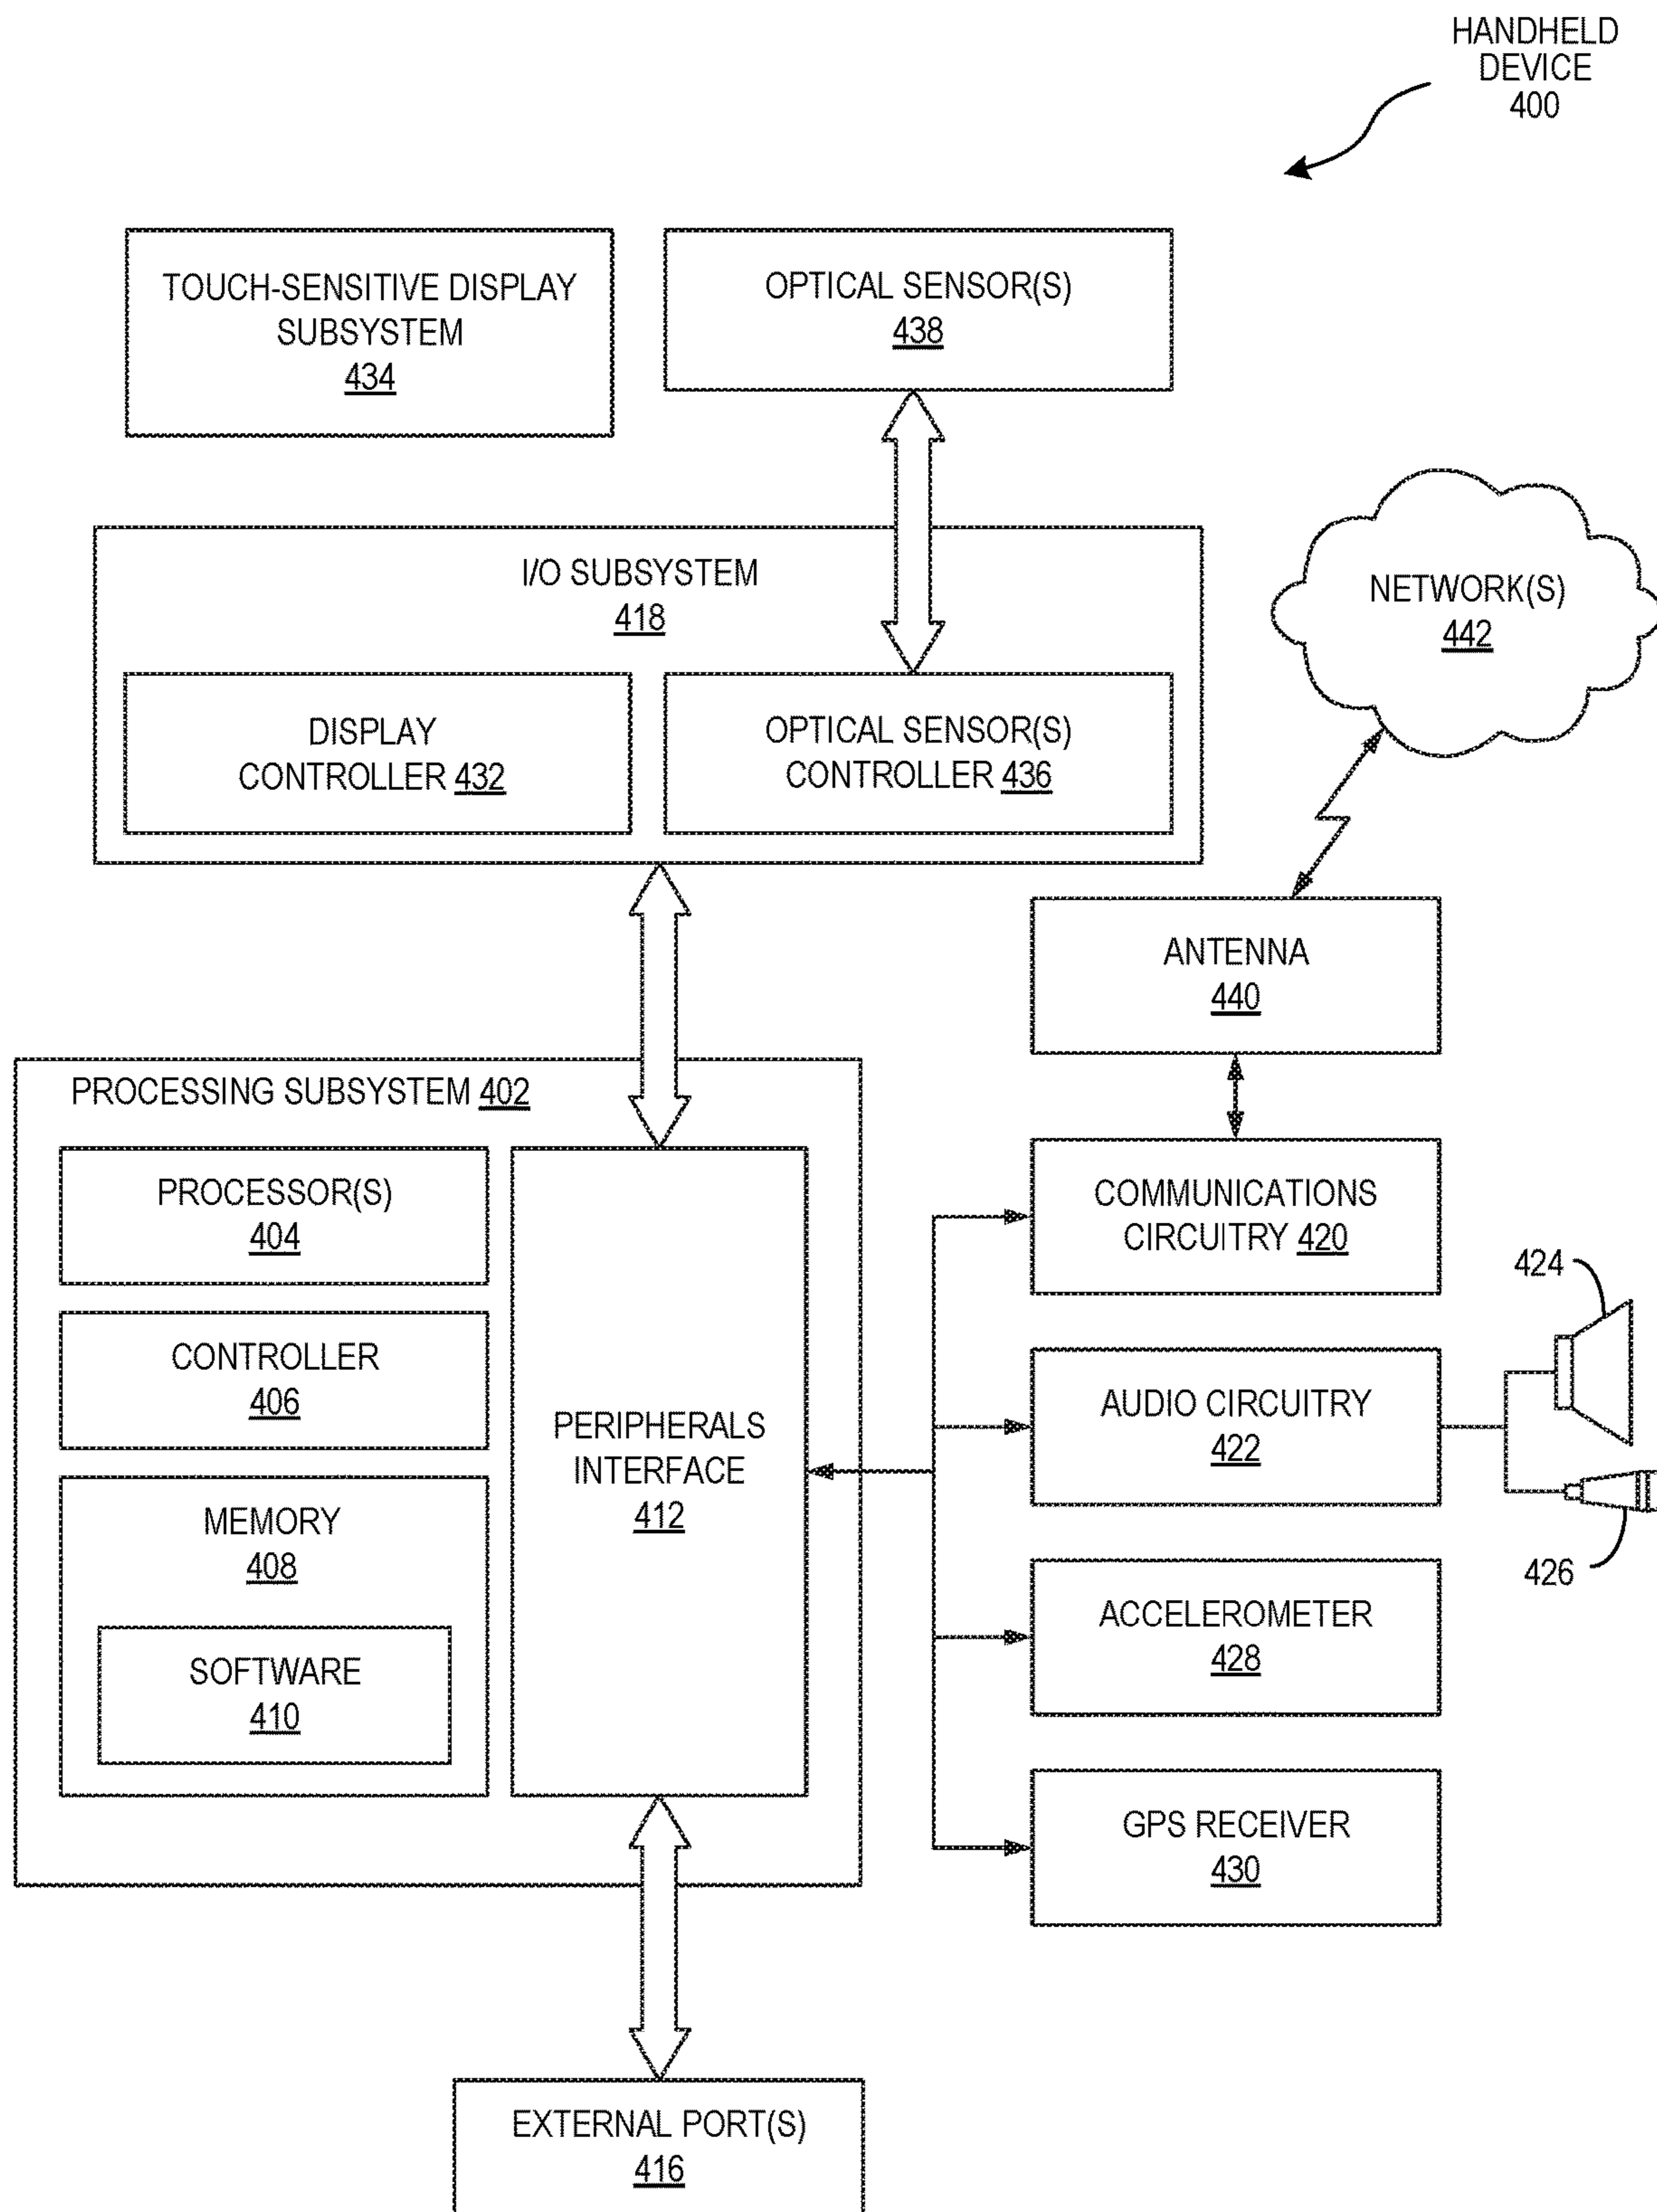 HANDHELD
DEVICE
400
TOUCH-SENSITIVE DISPLAY
SUBSYSTEM
434
OPTICAL SENSOR(S)
438
I/O SUBSYSTEM
418
DISPLAY
CONTROLLER 432
OPTICAL SENSOR(S)
CONTROLLER 436
NETWORK(S)
442
ANTENNA
440
PROCESSING SUBSYSTEM 402
PROCESSOR(S)
404
CONTROLLER
406
MEMORY
408
SOFTWARE
410
PERIPHERALS
INTERFACE
412
COMMUNICATIONS
CIRCUITRY 420
424
AUDIO CIRCUITRY
422
426
ACCELEROMETER
428
GPS RECEIVER
430
EXTERNAL PORT(S)
416